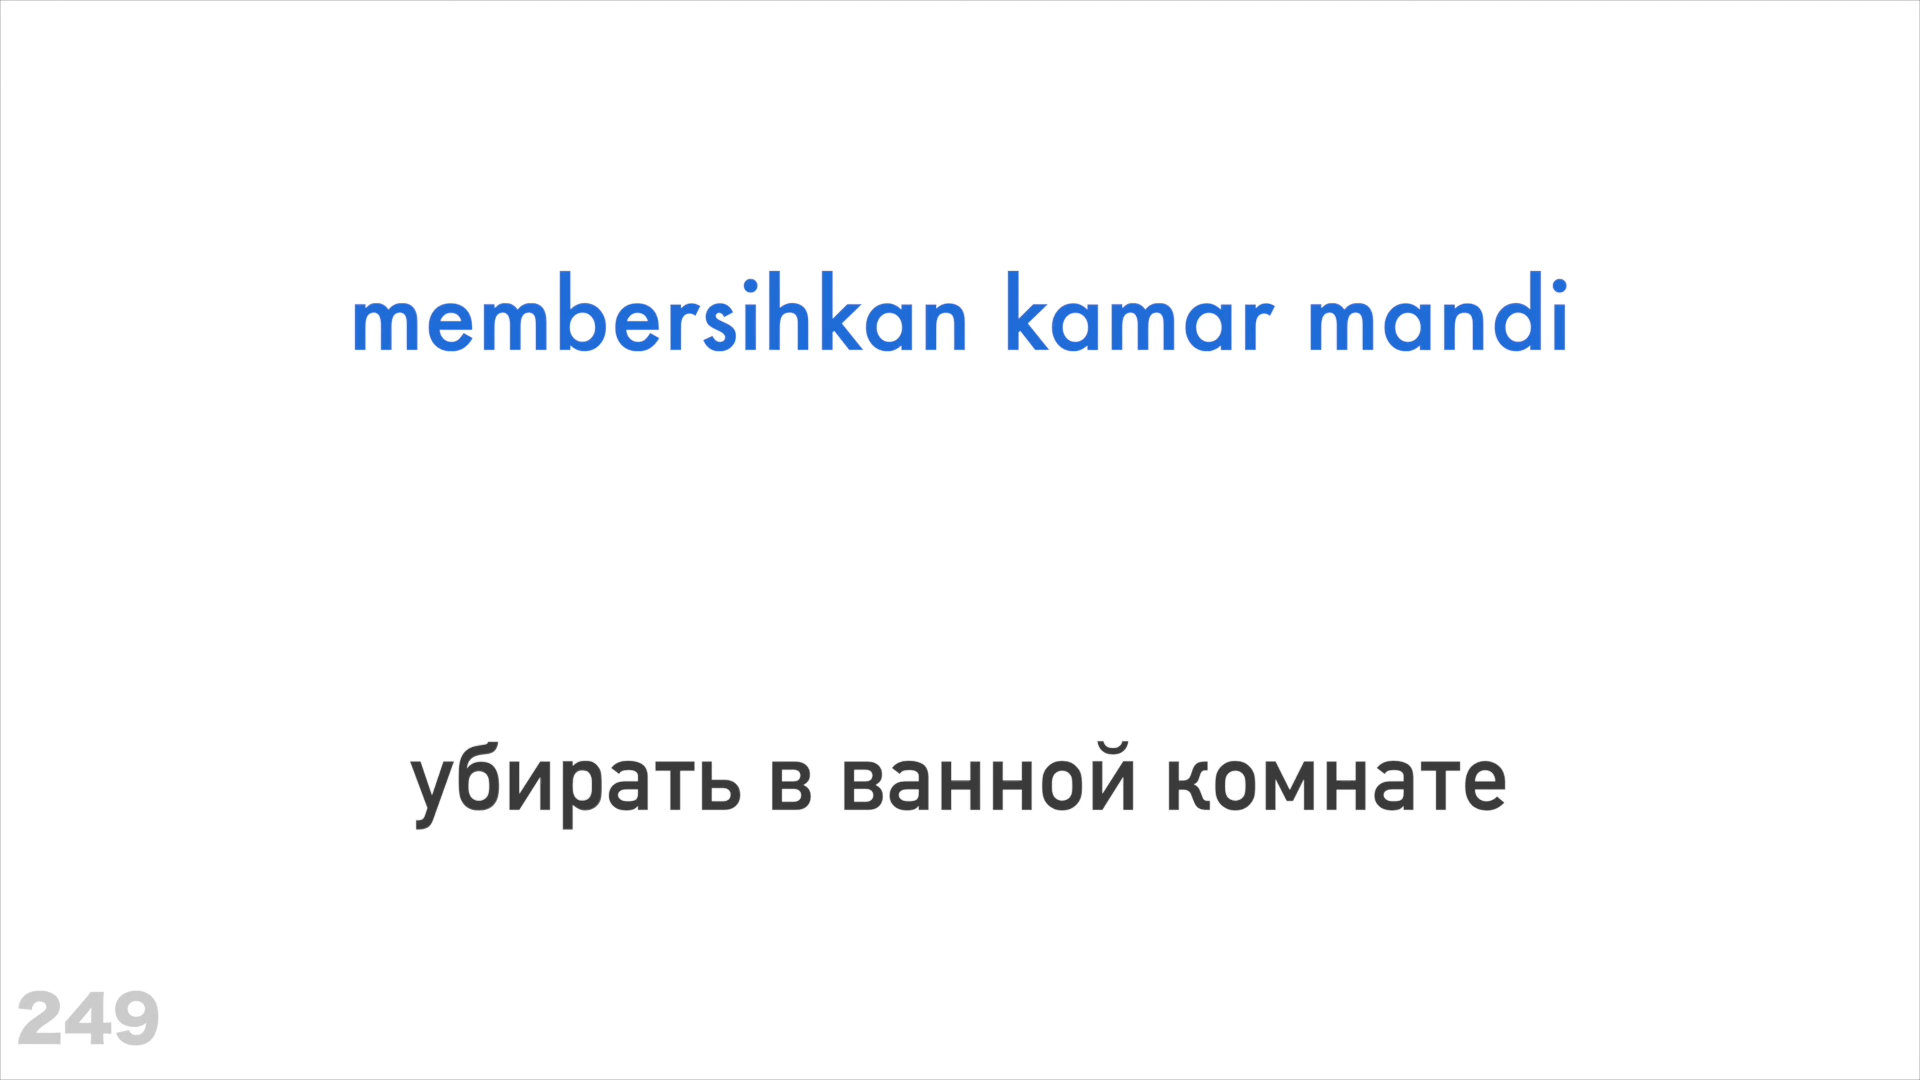 membersihkan kamar mandi
убирать в ванной комнате
249